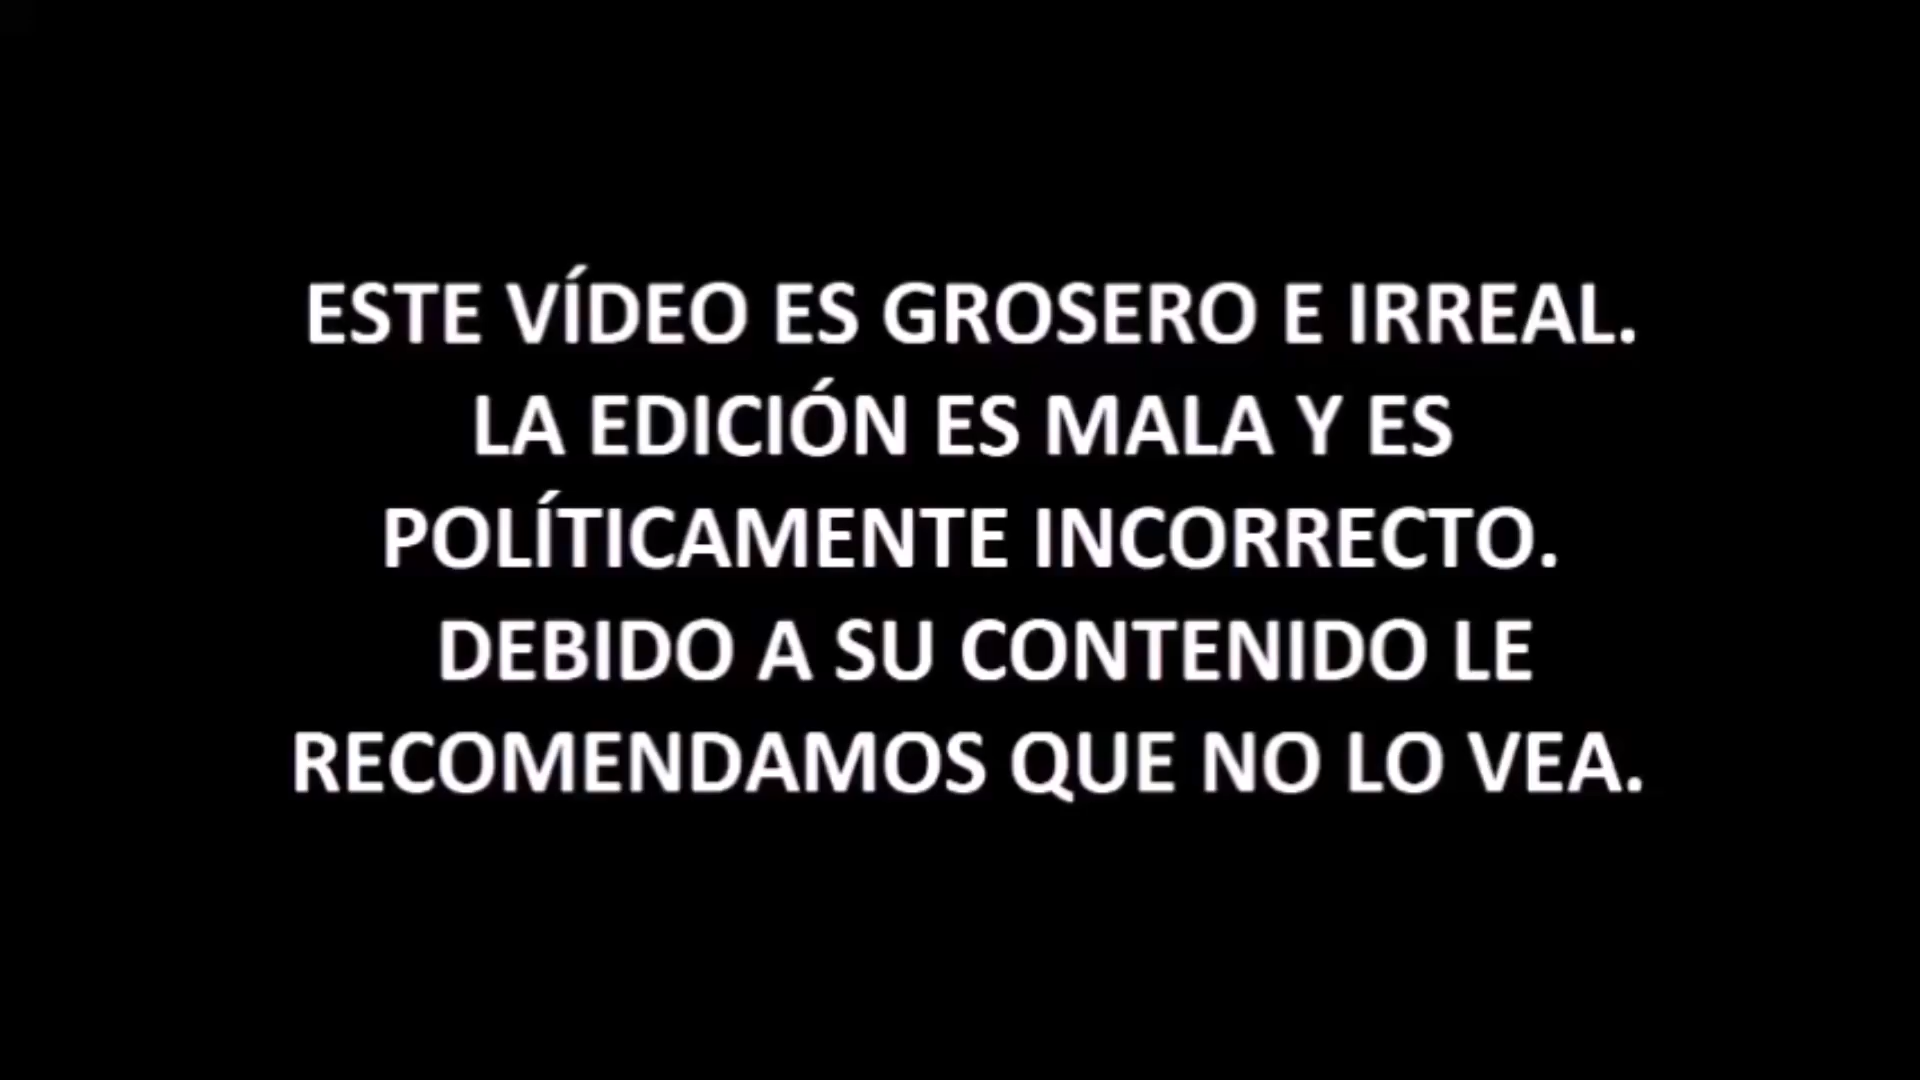 ESTE VÍDEO ES GROSERO E IRREAL.
LA EDICIÓN ES MALA Y ES
POLÍTICAMENTE INCORRECTO.
DEBIDO A SU CONTENIDO LE
RECOMENDAMOS QUE NO LO VEA.